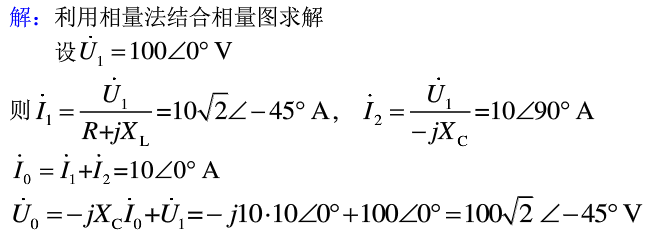 解：利用相量法结合相量图求解
设U̇₁=100∠0° V
则 İ₁=U̇₁/(R+jX_L)=10√2∠−45° A， İ₂=U̇₁/(−jX_C)=10∠90° A
İ₀=İ₁+İ₂=10∠0° A
U̇₀=−jX_Cİ₀+U̇₁=−j10·10∠0°+100∠0°=100√2 ∠−45° V